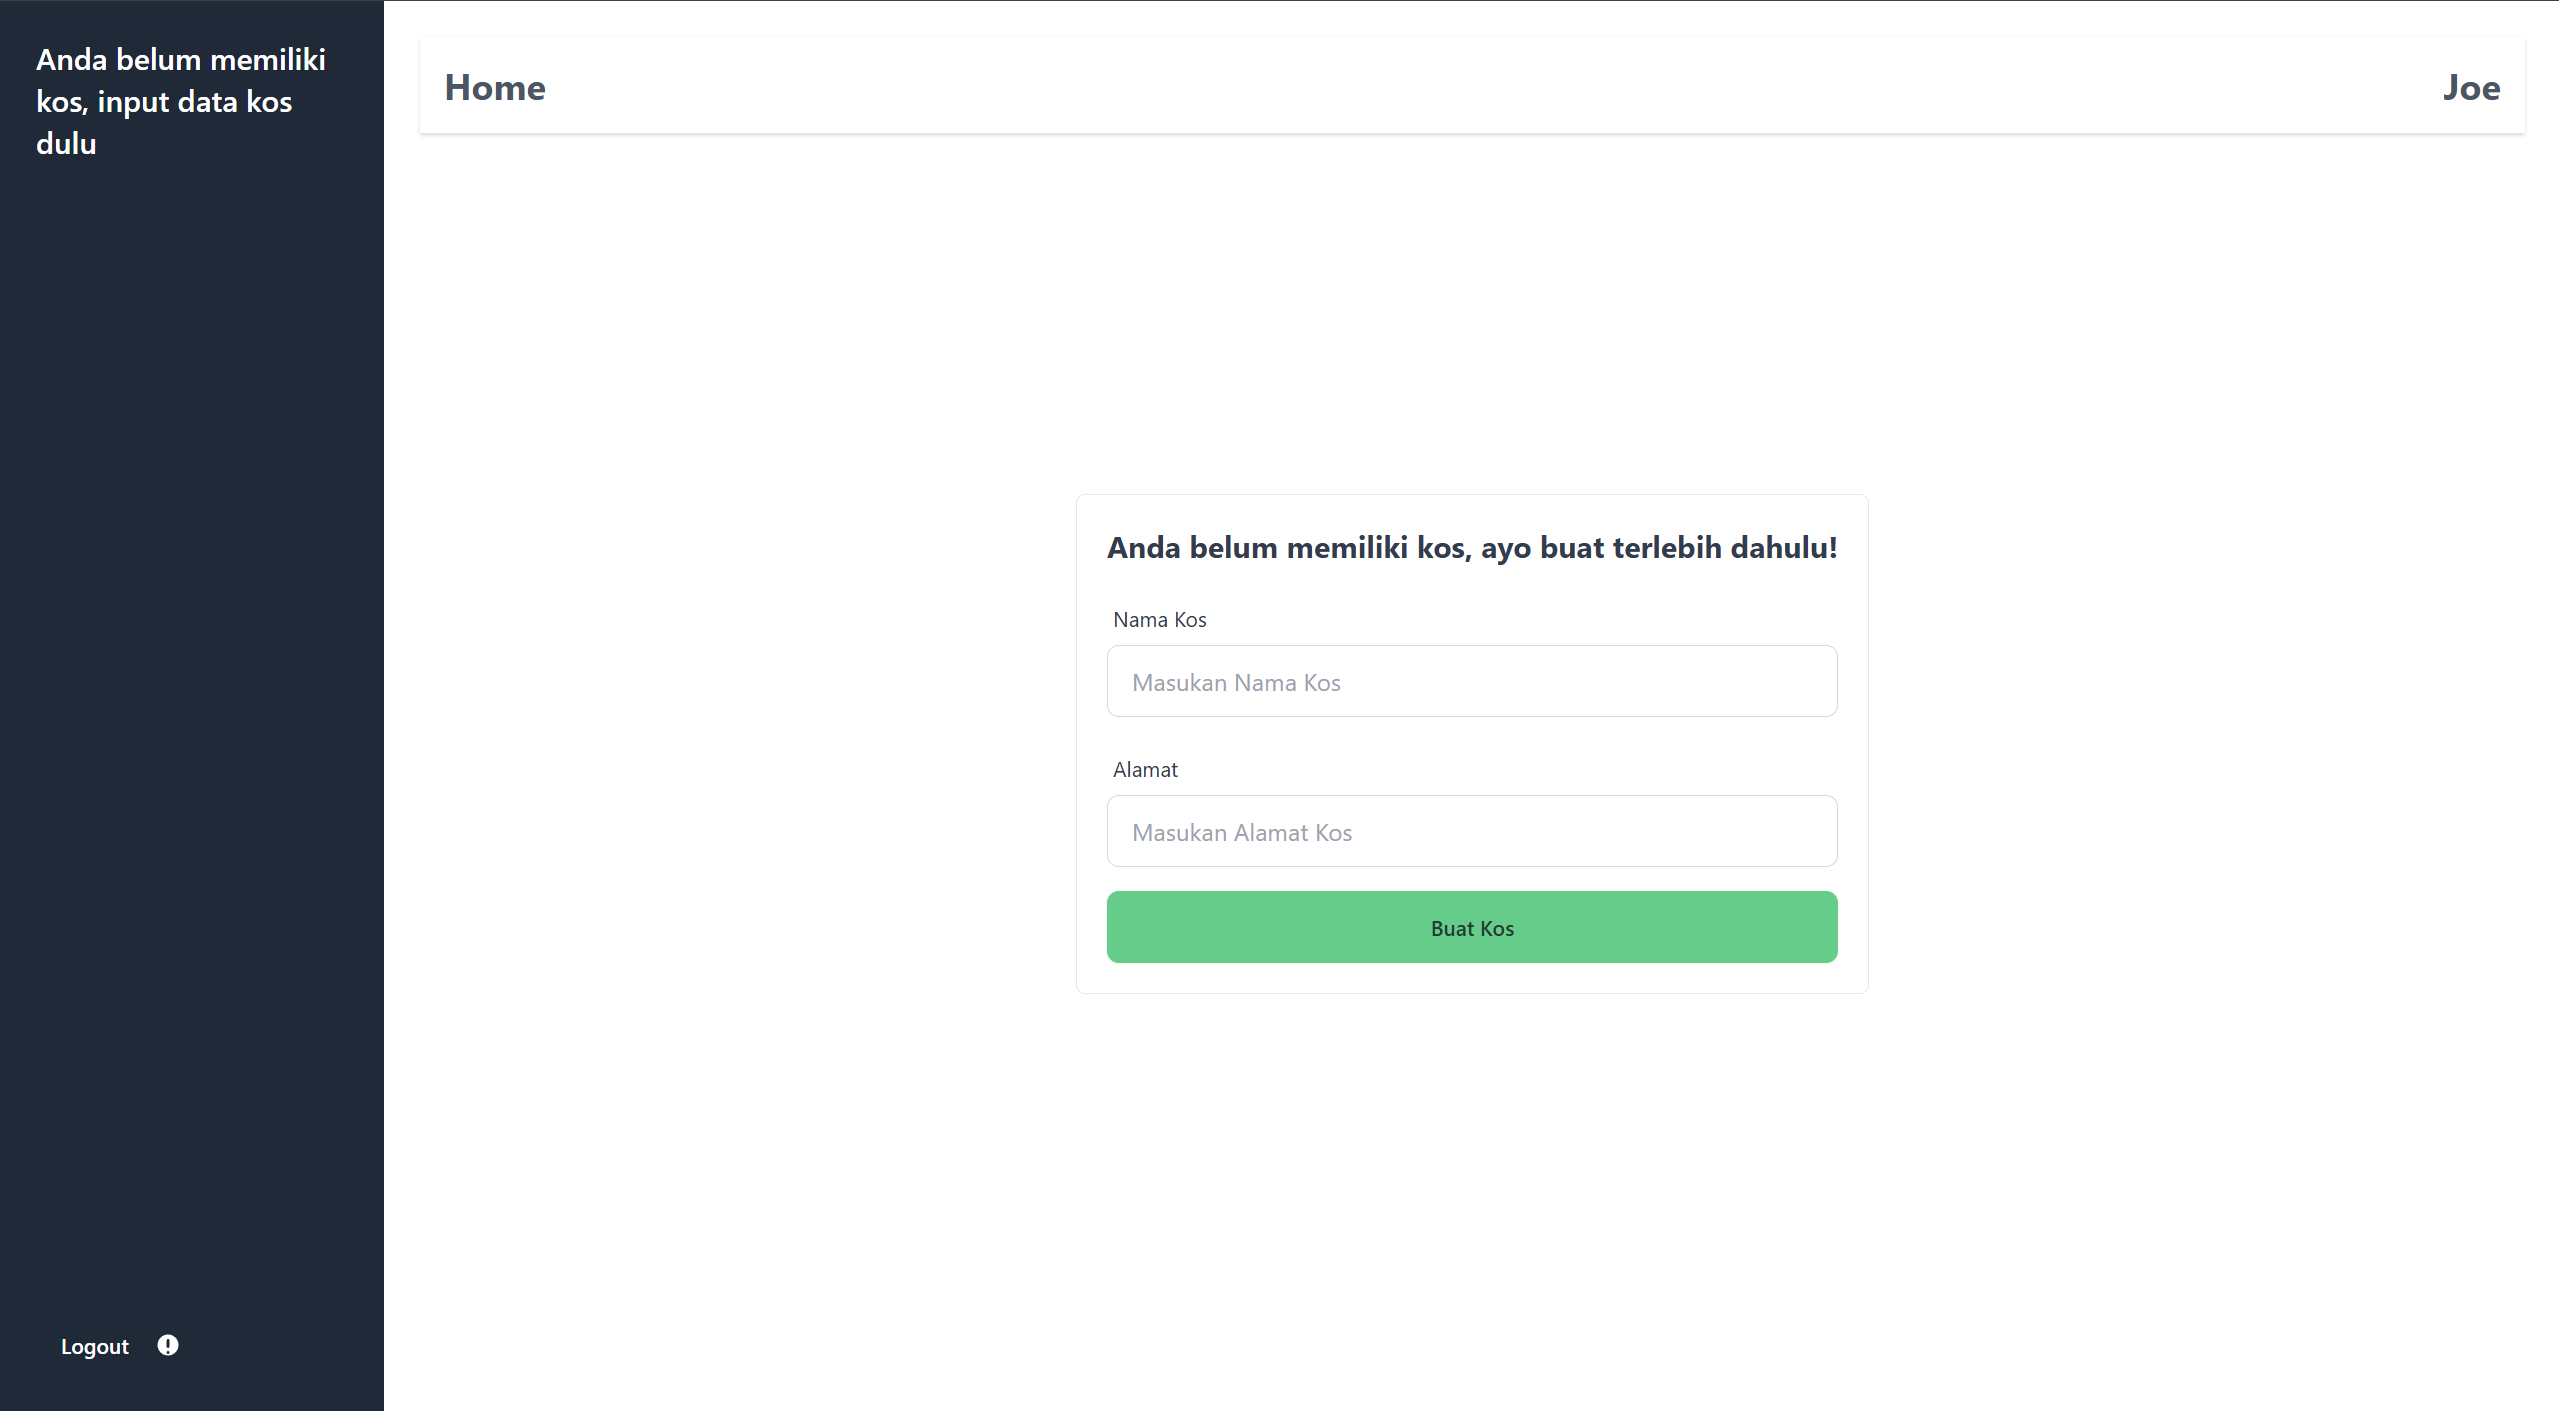 Anda belum memiliki
kos, input data kos
dulu
Home
Joe
Anda belum memiliki kos, ayo buat terlebih dahulu!
Nama Kos
Masukan Nama Kos
Alamat
Masukan Alamat Kos
Buat Kos
Logout